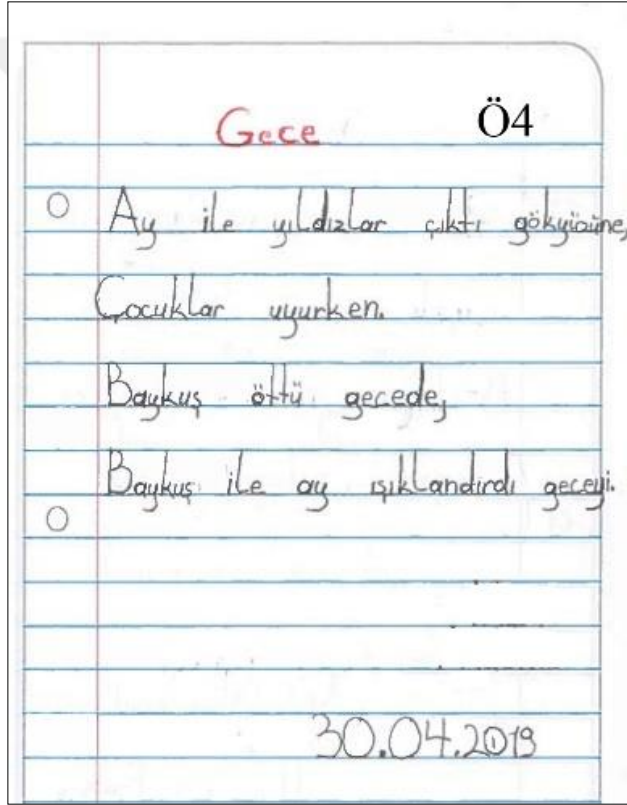 Gece Ö4
Ay ile yıldızlar çıktı gökyüzüne,
Çocuklar uyurken.
Baykuş öttü gecede,
Baykuş ile ay ışıklandırdı geceyi.
30.04.2019